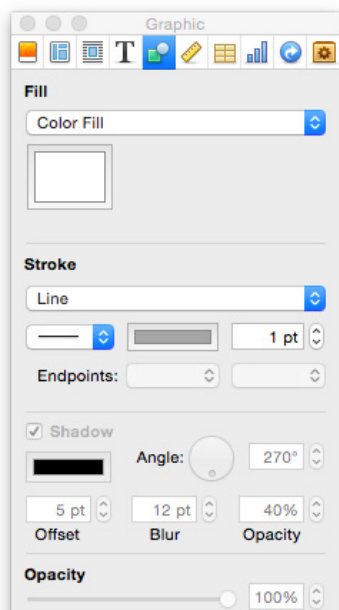 Graphic
T
Fill
Color Fill
Stroke
Line
1 pt
Endpoints:
Shadow
Angle: 270°
5 pt 12 pt 40%
Offset Blur Opacity
Opacity
100%